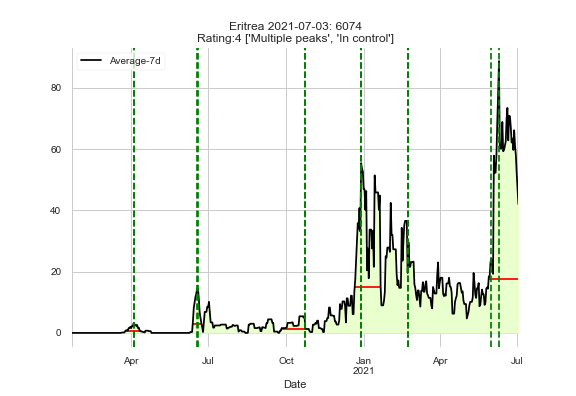 Eritrea 2021-07-03: 6074
Rating:4 ['Multiple peaks', 'In control']
Average-7d
80
60
40
20
0
Apr
Jul
Oct
Jan
2021
Apr
Jul
Date